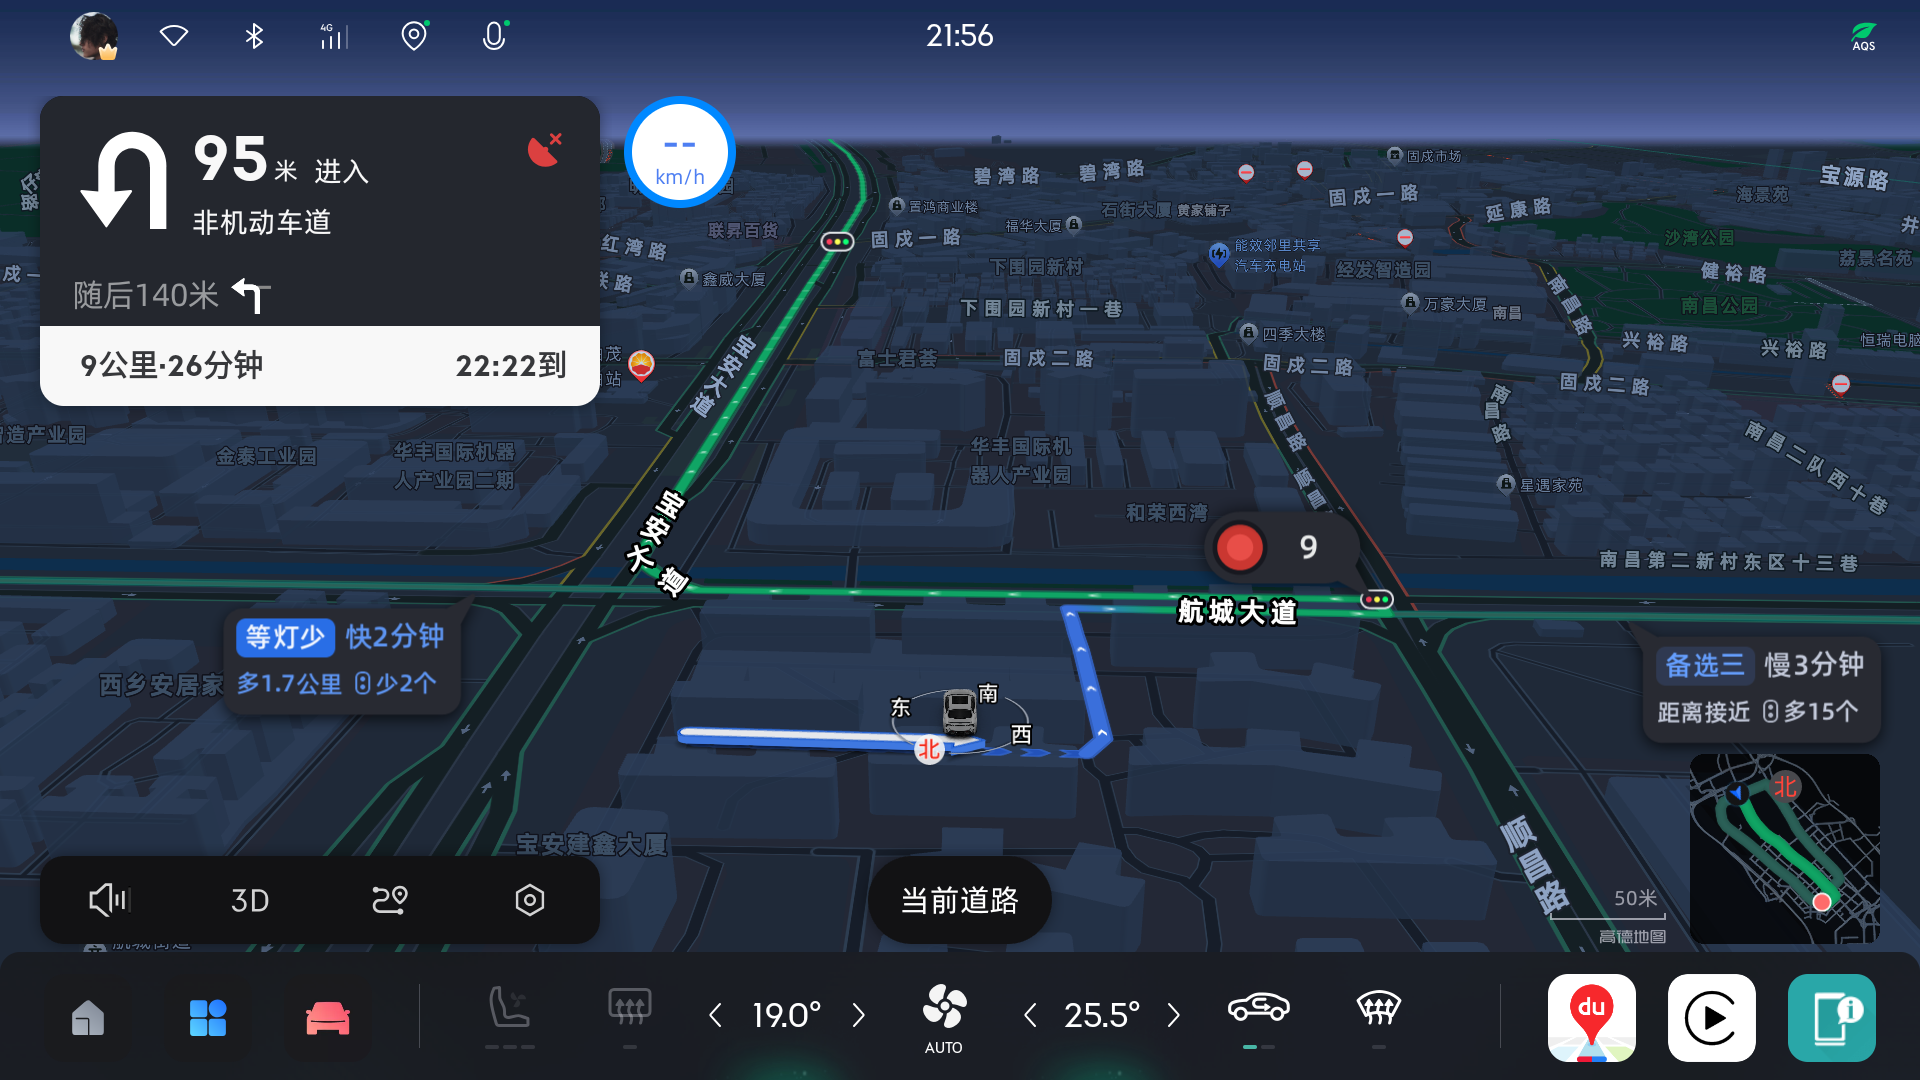 4G
21:56
AQS
95 米 进入
非机动车道
随后140米
9公里·26分钟
22:22到
--
km/h
碧湾路
碧湾路
固戍市场
宝源路
固戍一路
海景苑
延康路
置鸿商业楼
石街大厦
黄家铺子
福华大厦
联昇百货
固戍一路
红湾路
能效邻里共享
汽车充电站
沙湾公园
荔景名苑
下围园新村
经发智造园
健裕路
鑫威大厦
南昌公园
南昌路
下围园新村一巷
万豪大厦
南昌
四季大楼
兴裕路
兴裕路
恒瑞电脑
宝安大道
富士君荟
固戍二路
固戍二路
固戍二路
顺昌路
南昌路
智造产业园
金泰工业园
华丰国际机器
人产业园二期
华丰国际机
器人产业园
南昌二队西十巷
星遇家苑
和荣西湾
宝安大道
9
南昌第二新村东区十三巷
航城大道
等灯少 快2分钟
多1.7公里 少2个
西乡安居家
备选三 慢3分钟
距离接近 多15个
东
南
西
北
北
宝安建鑫大厦
顺昌路
3D
当前道路
50米
高德地图
航城街道
19.0°
AUTO
25.5°
du